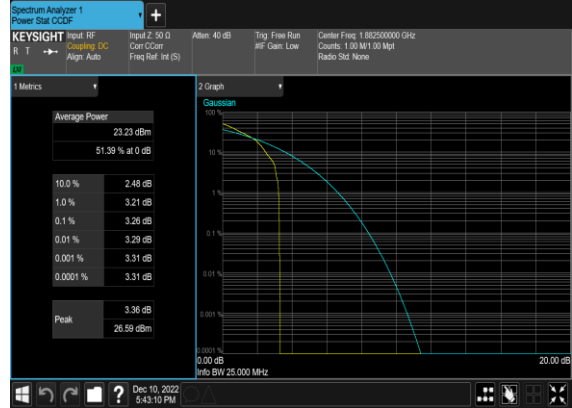 Spectrum Analyzer 1
Power Stat CCDF
+
KEYSIGHT
R T
LXI
Input: RF
Coupling: DC
Align: Auto
Input Z: 50 Ω
Corr CCorr
Freq Ref: Int (S)
Atten: 40 dB
Trig: Free Run
#IF Gain: Low
Center Freq: 1.882500000 GHz
Counts: 1.00 M/1.00 Mpt
Radio Std: None
1 Metrics
Average Power
23.23 dBm
51.39 % at 0 dB
10.0 % 2.48 dB
1.0 % 3.21 dB
0.1 % 3.26 dB
0.01 % 3.29 dB
0.001 % 3.31 dB
0.0001 % 3.31 dB
Peak
3.36 dB
26.59 dBm
2 Graph
Gaussian
100 %
10 %
1 %
0.1 %
0.01 %
0.001 %
0.0001 %
0.00 dB
20.00 dB
Info BW 25.000 MHz
?
Dec 10, 2022
5:43:10 PM